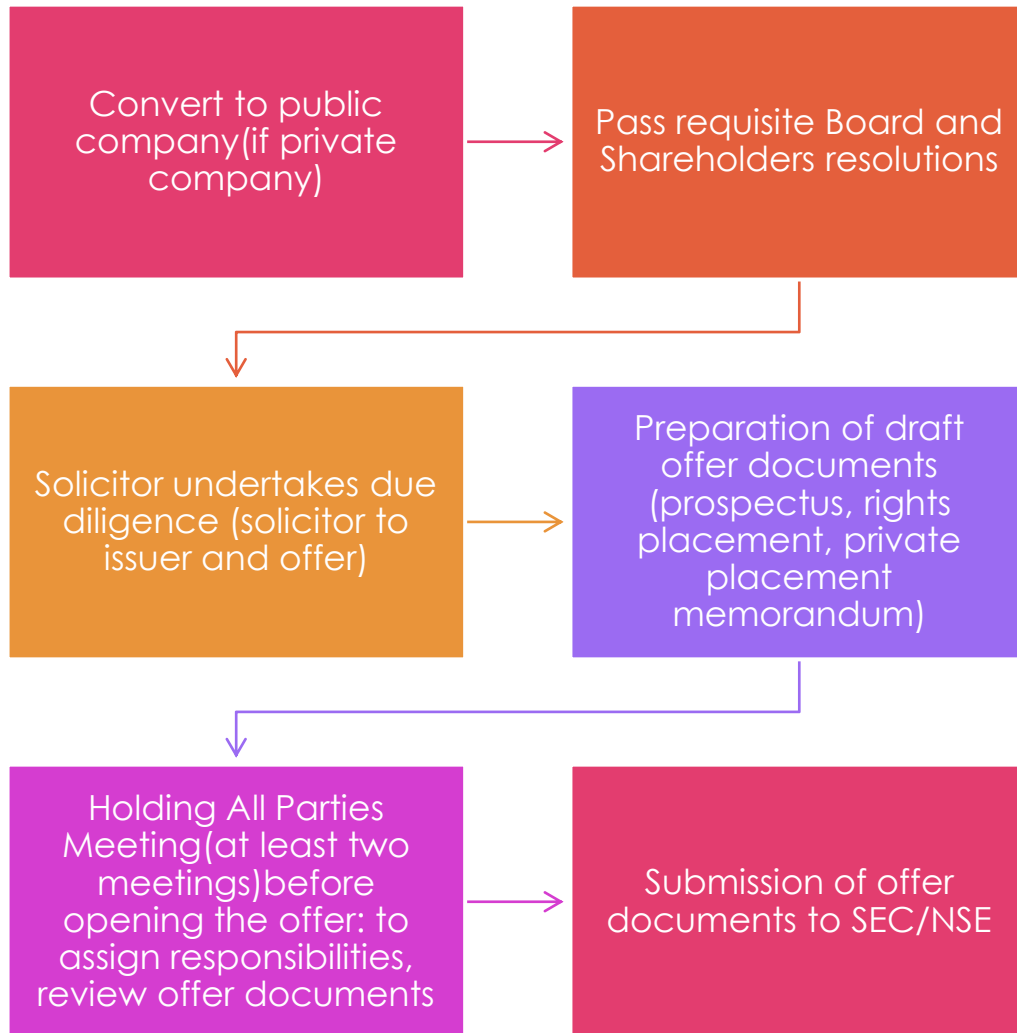 Convert to public
company(if private
company)
Pass requisite Board and
Shareholders resolutions
Solicitor undertakes due
diligence (solicitor to
issuer and offer)
Preparation of draft
offer documents
(prospectus, rights
placement, private
placement
memorandum)
Holding All Parties
Meeting(at least two
meetings)before
opening the offer: to
assign responsibilities,
review offer documents
Submission of offer
documents to SEC/NSE